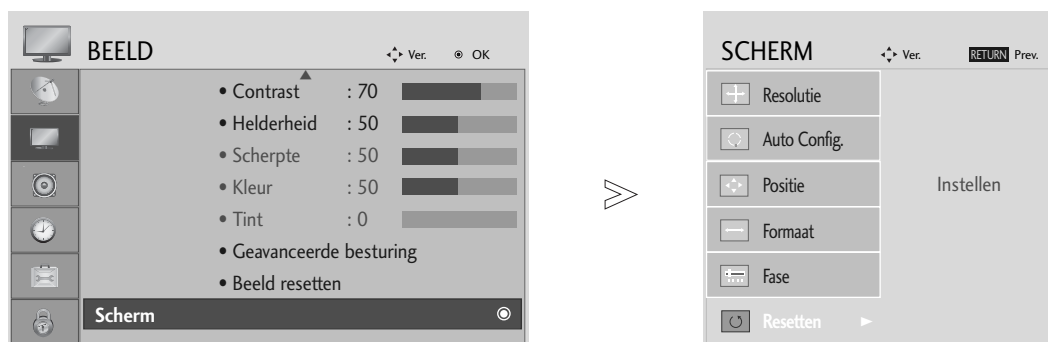 BEELD Ver. OK
• Contrast : 70
• Helderheid : 50
• Scherpte : 50
• Kleur : 50
• Tint : 0
• Geavanceerde besturing
• Beeld resetten
Scherm
SCHERM Ver. RETURN Prev.
Resolutie
Auto Config.
Positie
Instellen
Formaat
Fase
Resetten